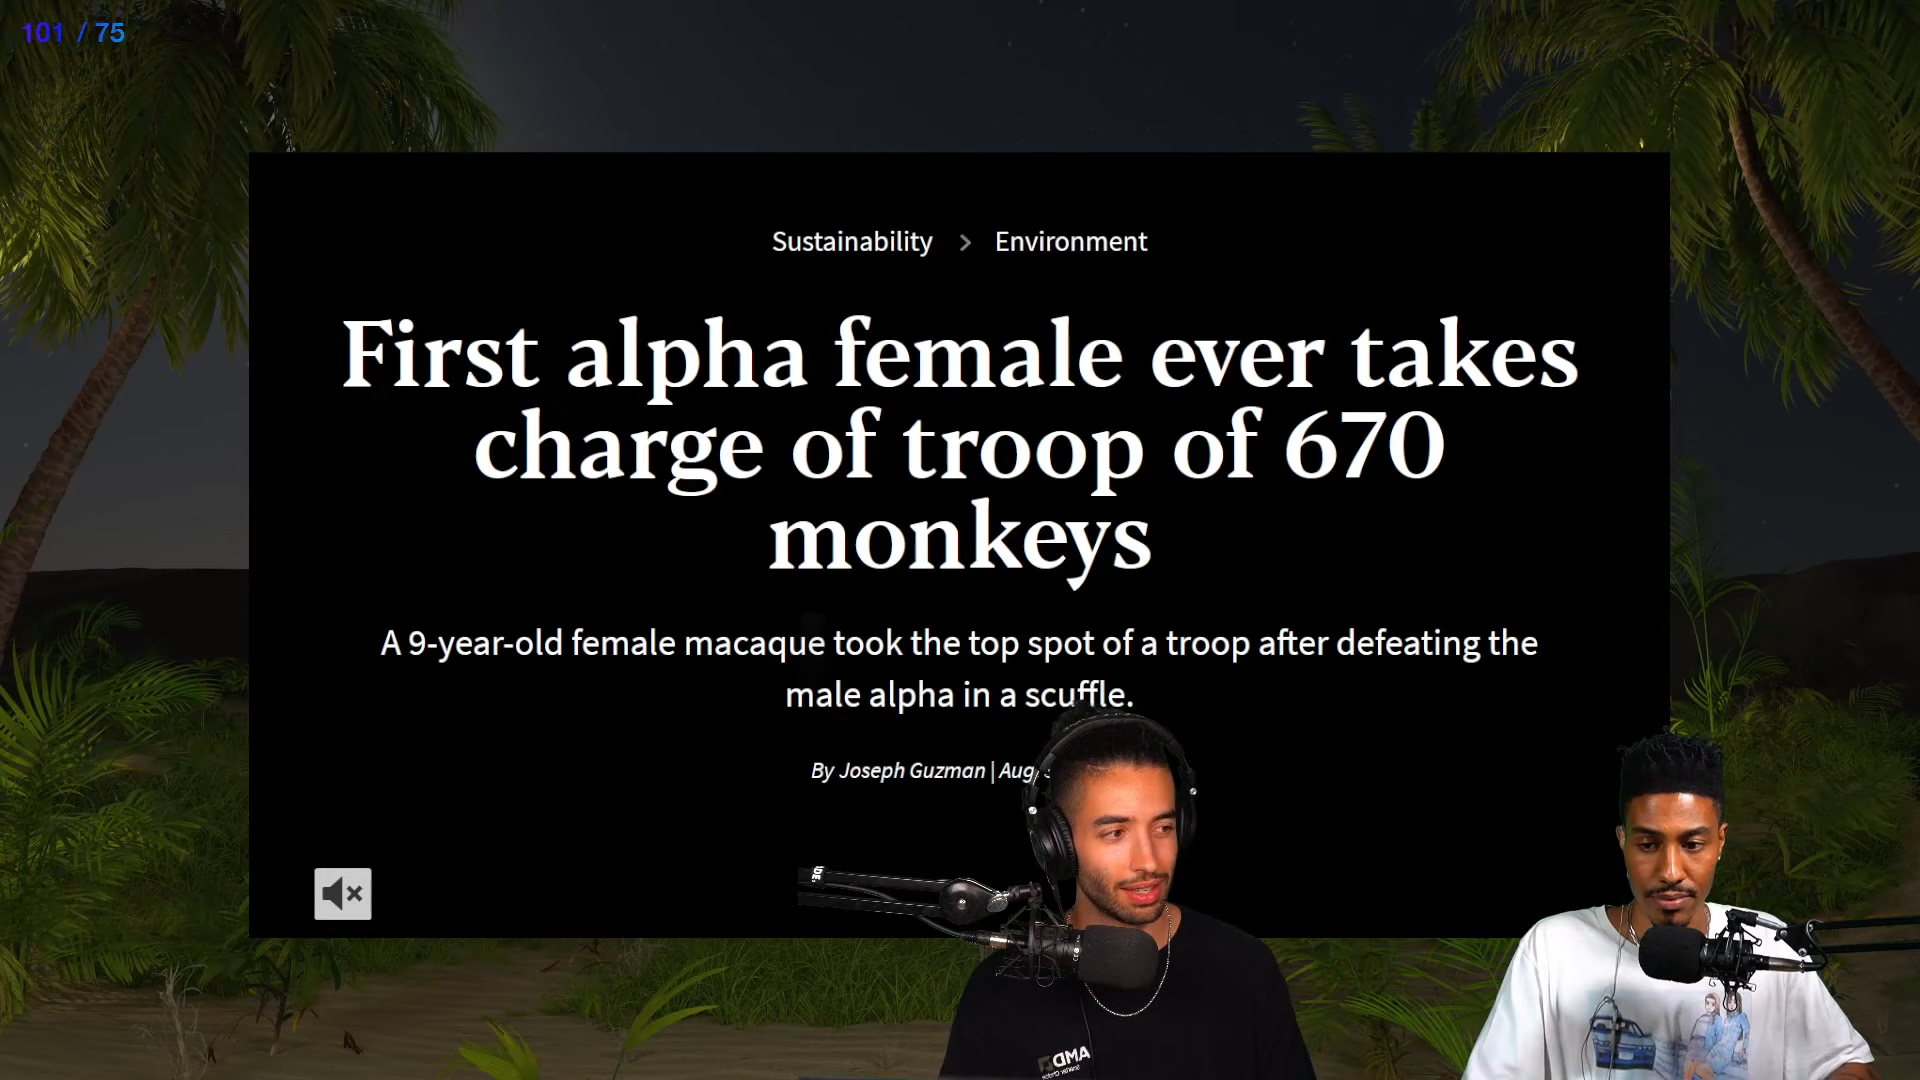 101 / 75
Sustainability > Environment
First alpha female ever takes
charge of troop of 670
monkeys
A 9-year-old female macaque took the top spot of a troop after defeating the
male alpha in a scuffle.
By Joseph Guzman | Aug.
AMD